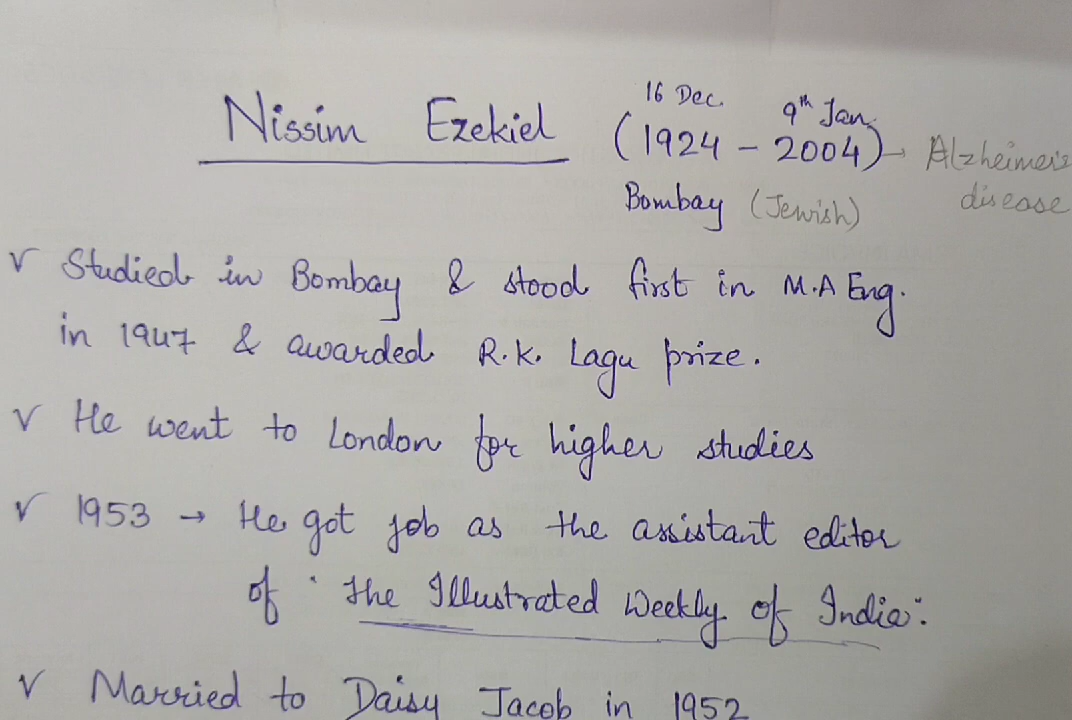 16 Dec. 9th Jan.
Nissim Ezekiel (1924 - 2004) → Alzheimer's
disease
Bombay (Jewish)
√ Studied in Bombay & stood first in M.A Eng.
in 1947 & awarded R.K. Lagu prize.
√ He went to London for higher studies
√ 1953 → He got job as the assistant editor
of 'The Illustrated Weekly of India'.
√ Married to Daisy Jacob in 1952